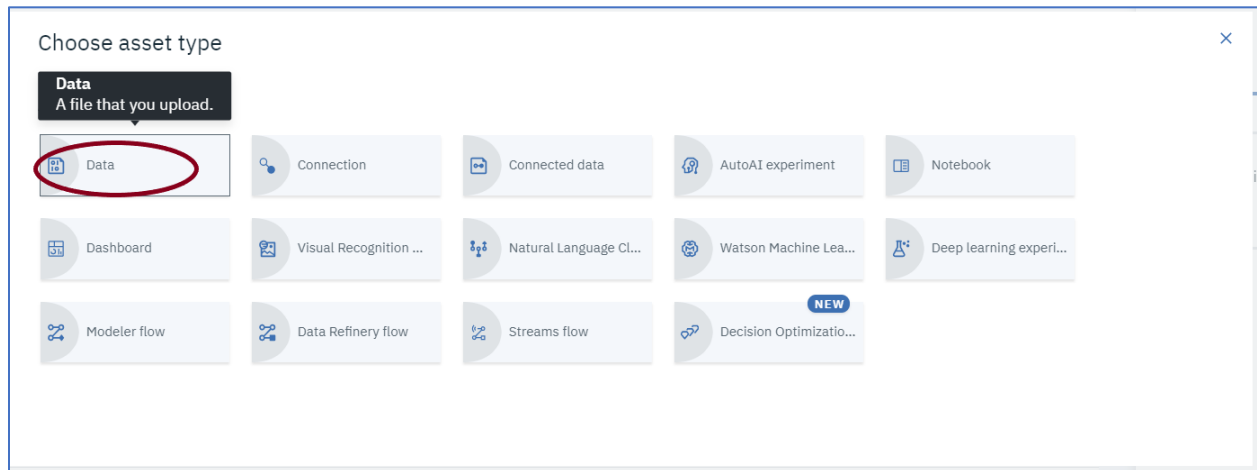 Choose asset type
Data
A file that you upload.
Data
Connection
Connected data
AutoAI experiment
Notebook
Dashboard
Visual Recognition ...
Natural Language Cl...
Watson Machine Lea...
Deep learning experi...
NEW
Modeler flow
Data Refinery flow
Streams flow
Decision Optimizatio...